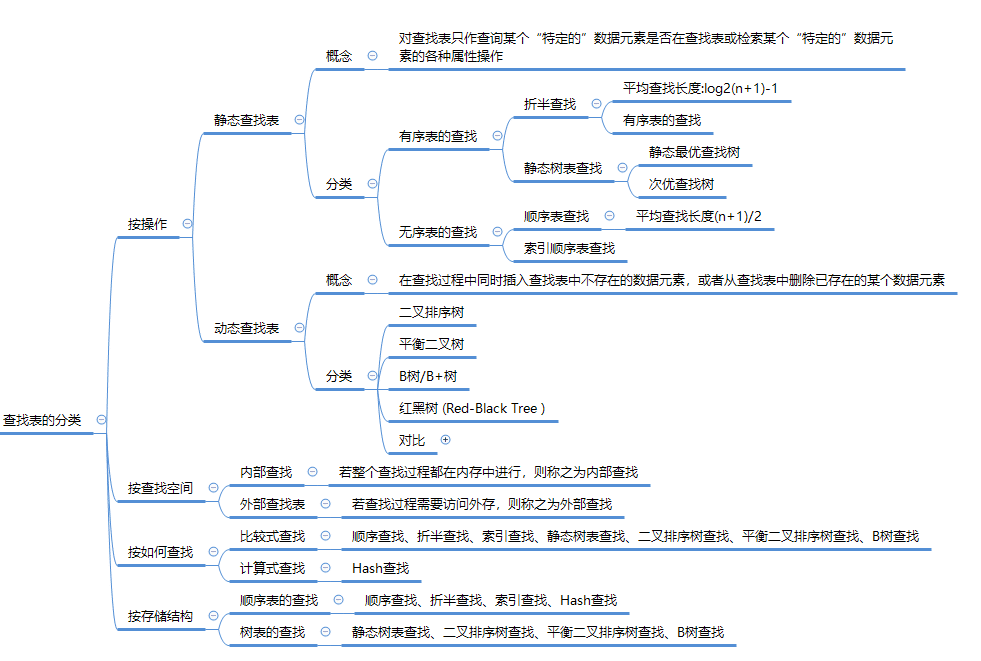 查找表的分类
按操作
静态查找表
概念
对查找表只作查询某个“特定的”数据元素是否在查找表或检索某个“特定的”数据元
素的各种属性操作
分类
有序表的查找
折半查找
平均查找长度:log2(n+1)-1
有序表的查找
静态树表查找
静态最优查找树
次优查找树
无序表的查找
顺序表查找
平均查找长度(n+1)/2
索引顺序表查找
动态查找表
概念
在查找过程中同时插入查找表中不存在的数据元素，或者从查找表中删除已存在的某个数据元素
分类
二叉排序树
平衡二叉树
B树/B+树
红黑树 (Red-Black Tree )
对比
按查找空间
内部查找
若整个查找过程都在内存中进行，则称之为内部查找
外部查找表
若查找过程需要访问外存，则称之为外部查找
按如何查找
比较式查找
顺序查找、折半查找、索引查找、静态树表查找、二叉排序树查找、平衡二叉排序树查找、B树查找
计算式查找
Hash查找
按存储结构
顺序表的查找
顺序查找、折半查找、索引查找、Hash查找
树表的查找
静态树表查找、二叉排序树查找、平衡二叉排序树查找、B树查找